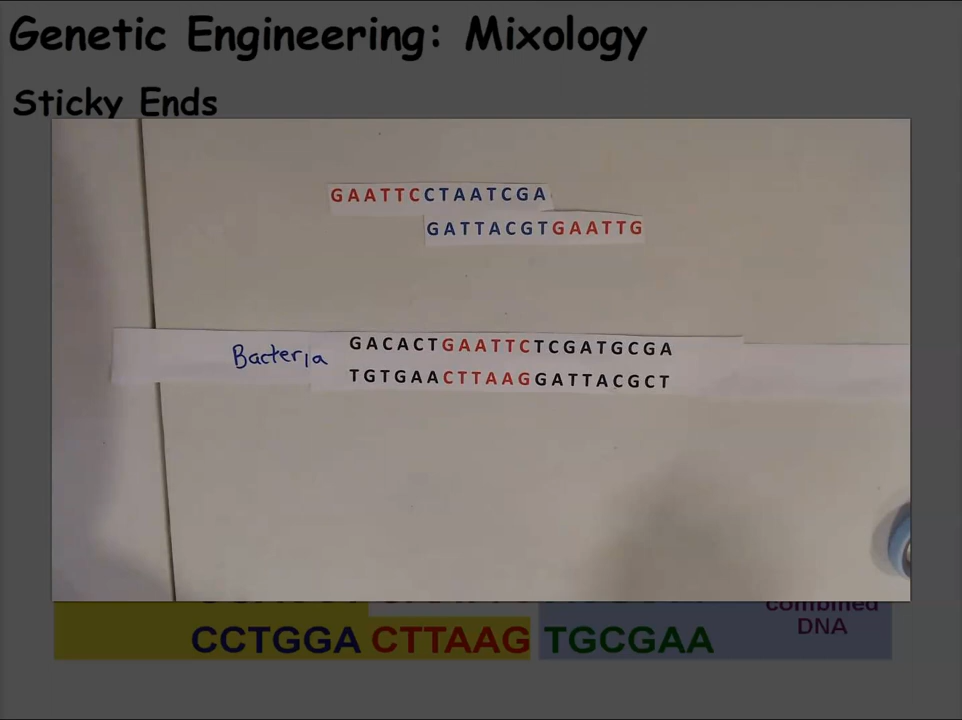 Genetic Engineering: Mixology
Sticky Ends
GAATTCCTAATCGA
GATTACGTGAATTG
Bacteria
GACACTGAATTCTCGATGCGA
TGTGAACTTAAGGATTACGCT
combined
CCTGGA CTTAAG TGCGAA
DNA